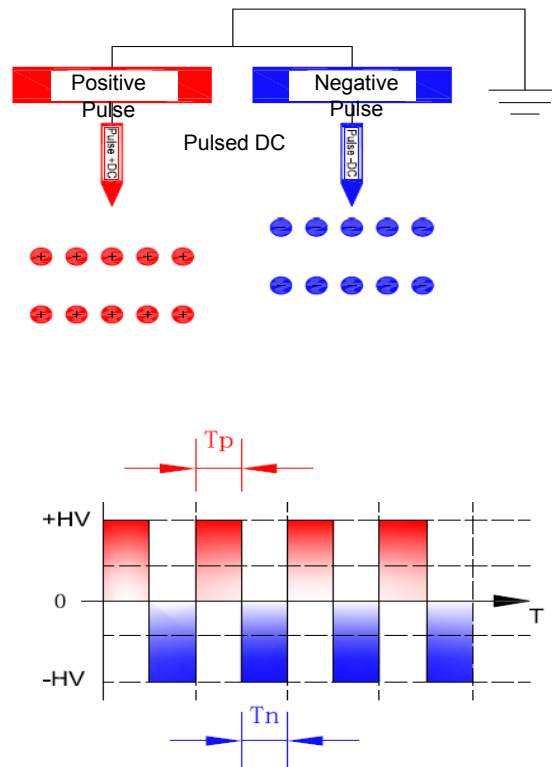 Positive
Pulse
Negative
Pulse
Pulse +DC
Pulse -DC
Pulsed DC
+ + + + +
- - - - -
+ + + + +
- - - - -
Tp
+HV
0
T
-HV
Tn